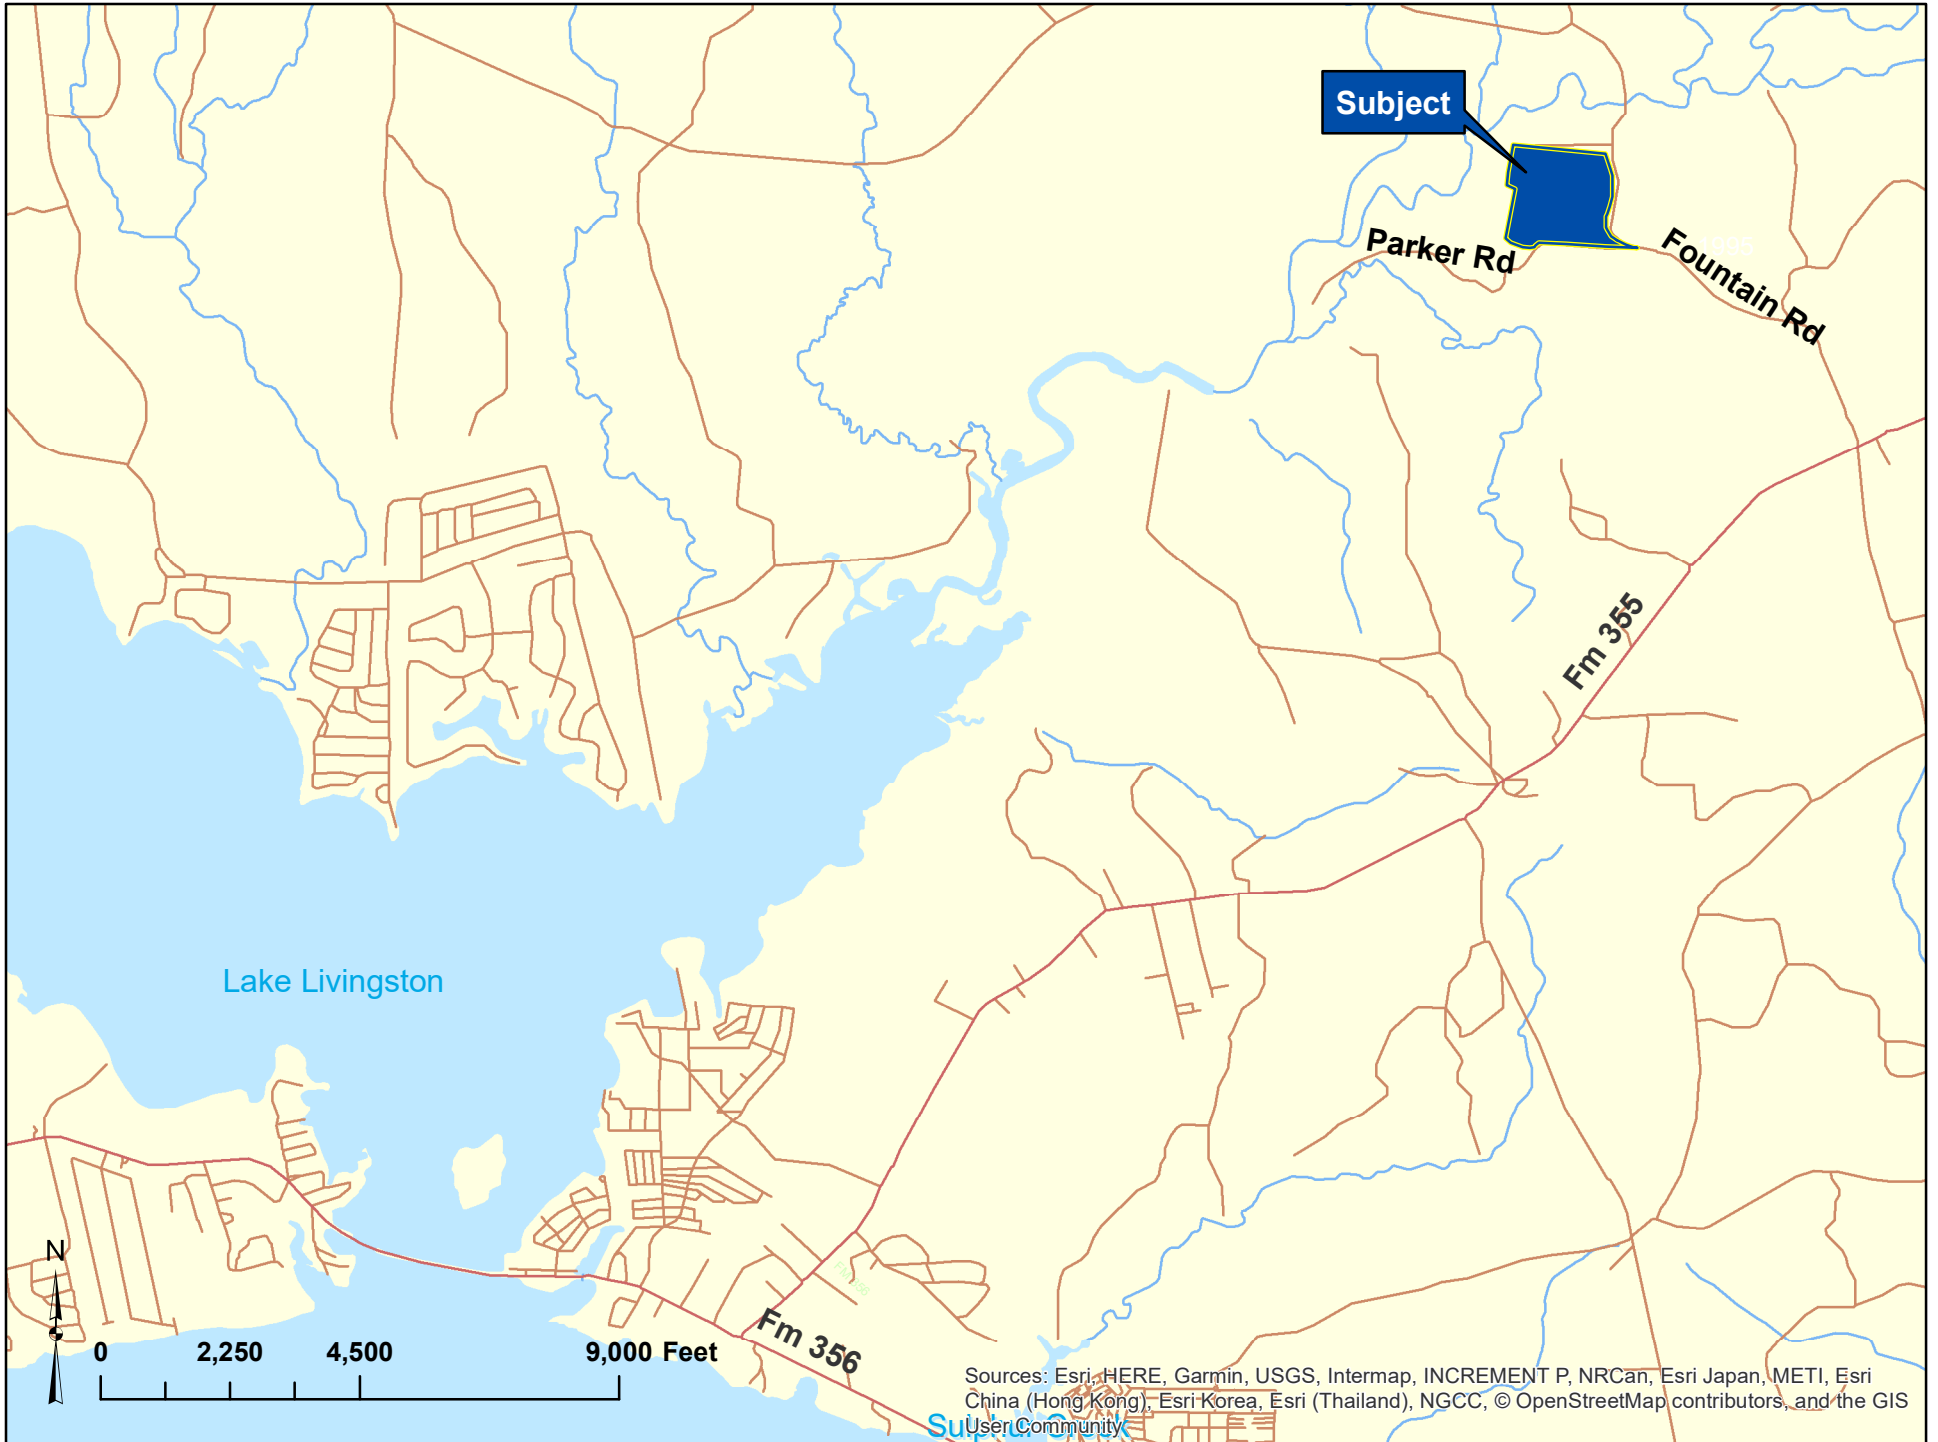 Subject
Parker Rd
Fountain Rd
Fm 355
Lake Livingston
N
0 2,250 4,500 9,000 Feet
Fm 356
Sources: Esri, HERE, Garmin, USGS, Intermap, INCREMENT P, NRCan, Esri Japan, METI, Esri
China (Hong Kong), Esri Korea, Esri (Thailand), NGCC, © OpenStreetMap contributors, and the GIS
User Community
Sulphur Creek